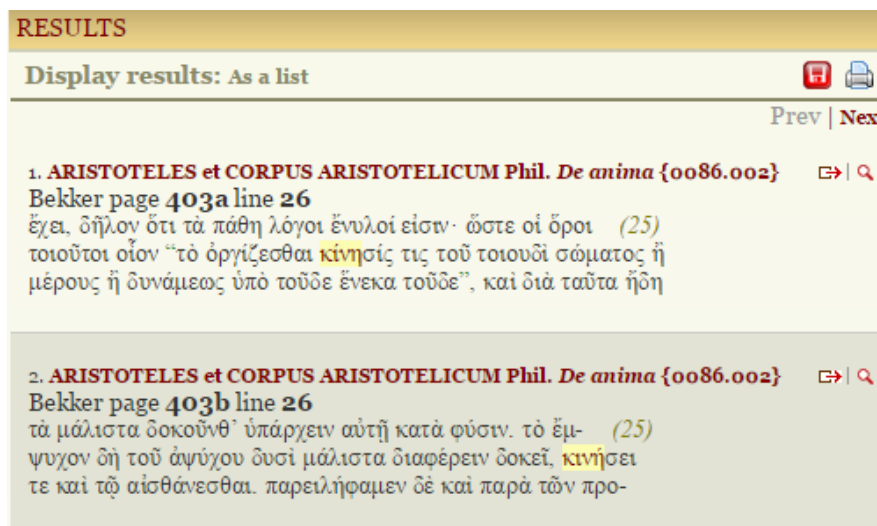 RESULTS
Display results: As a list
Prev | Nex
1. ARISTOTELES et CORPUS ARISTOTELICUM Phil. De anima {0086.002}
Bekker page 403a line 26
ἔχει, δῆλον ὅτι τὰ πάθη λόγοι ἔνυλοί εἰσιν· ὥστε οἱ ὅροι (25)
τοιοῦτοι οἷον “τὸ ὀργίζεσθαι κίνησίς τις τοῦ τοιουδὶ σώματος ἢ
μέρους ἢ δυνάμεως ὑπὸ τοῦδε ἕνεκα τοῦδε”, καὶ διὰ ταῦτα ἤδη
2. ARISTOTELES et CORPUS ARISTOTELICUM Phil. De anima {0086.002}
Bekker page 403b line 26
τὰ μάλιστα δοκοῦνθ’ ὑπάρχειν αὐτῇ κατὰ φύσιν. τὸ ἔμ- (25)
ψυχον δὴ τοῦ ἀψύχου δυσὶ μάλιστα διαφέρειν δοκεῖ, κινήσει
τε καὶ τῷ αἰσθάνεσθαι. παρειλήφαμεν δὲ καὶ παρὰ τῶν προ-